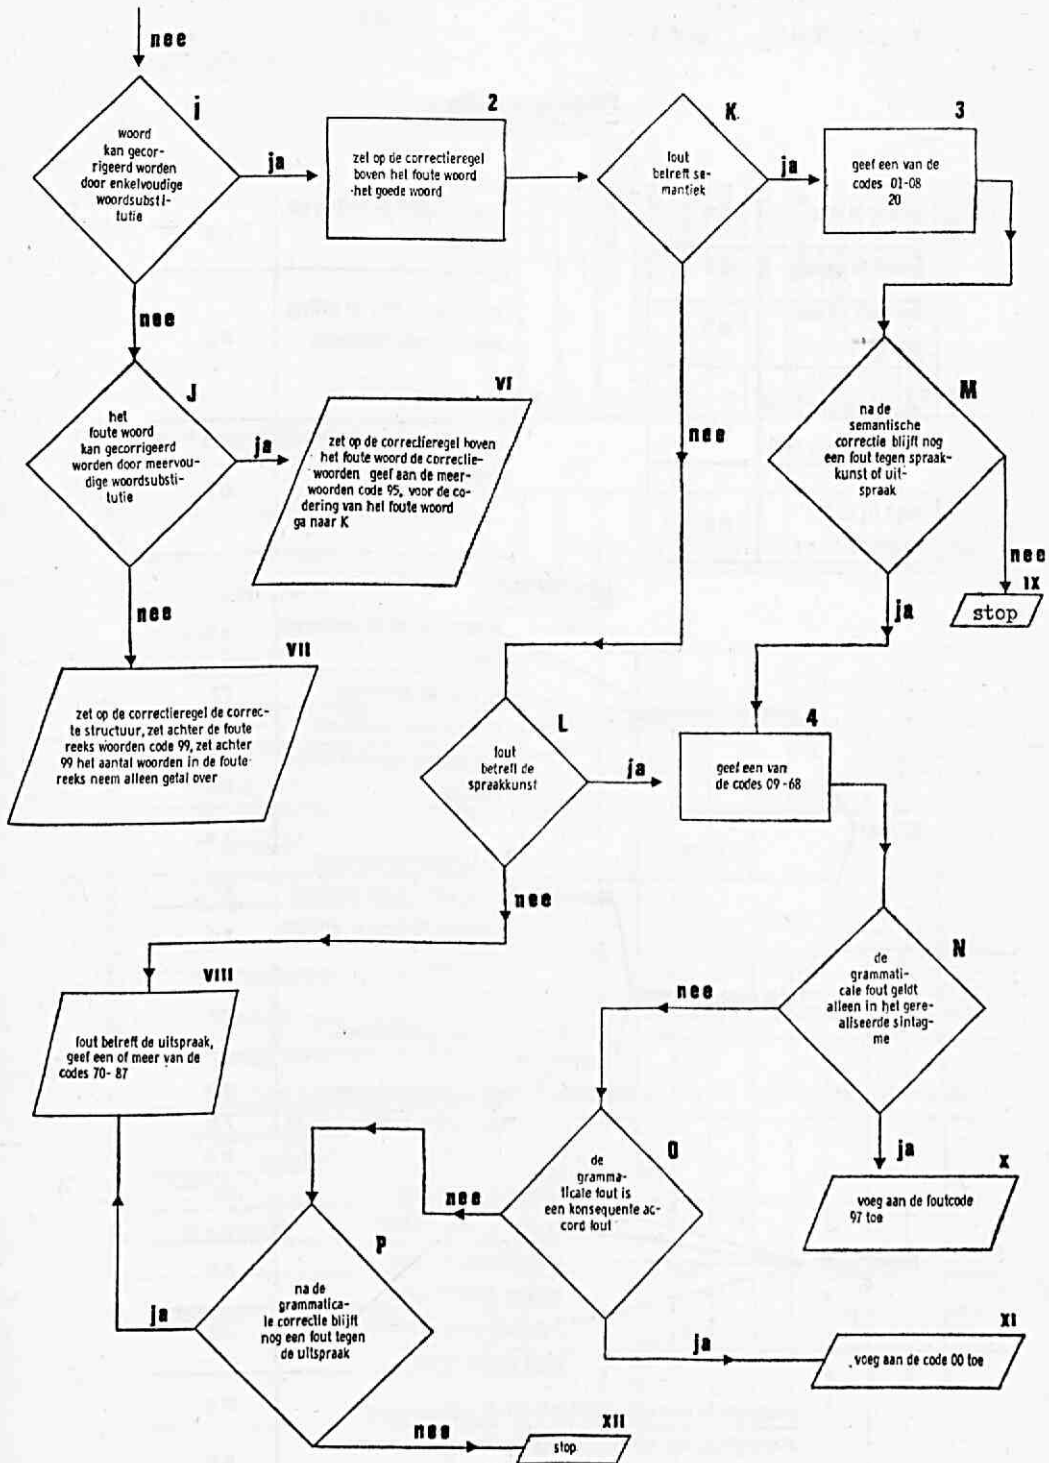 nee
i
woord
kan gecor-
rigeerd worden
door enkelvoudige
woordsubsti-
tutie
ja
2
zet op de correctieregel
boven het foute woord
het goede woord
K.
fout
betreft se-
mantiek
ja
3
geef een van de
codes 01-08
20
nee
J
het
foute woord
kan gecorrigeerd
worden door meervou-
dige woordsubsti-
tutie
ja
VI
zet op de correctieregel boven
het foute woord de correctie-
woorden geef aan de meer-
woorden code 95, voor de co-
dering van het foute woord
ga naar K
nee
M
na de
semantische
correctie blijft nog
een fout tegen spraak-
kunst of uit-
spraak
nee
IX
stop
ja
nee
VII
zet op de correctieregel de correc-
te structuur, zet achter de foute
reeks woorden code 99, zet achter
99 het aantal woorden in de foute
reeks neem alleen getal over
L
fout
betreft de
spraakkunst
ja
4
geef een van
de codes 09-68
nee
VIII
fout betreft de uitspraak,
geef een of meer van de
codes 70-87
N
de
grammati-
cale fout geldt
alleen in het gere-
aliseerde sintag-
me
nee
ja
X
voeg aan de foutcode
97 toe
O
de
gramma-
ticale fout is
een konsequente ac-
cord fout
nee
ja
XI
voeg aan de code 00 toe
P
na de
grammatica-
le correctie blijft
nog een fout tegen
de uitspraak
ja
nee
XII
stop